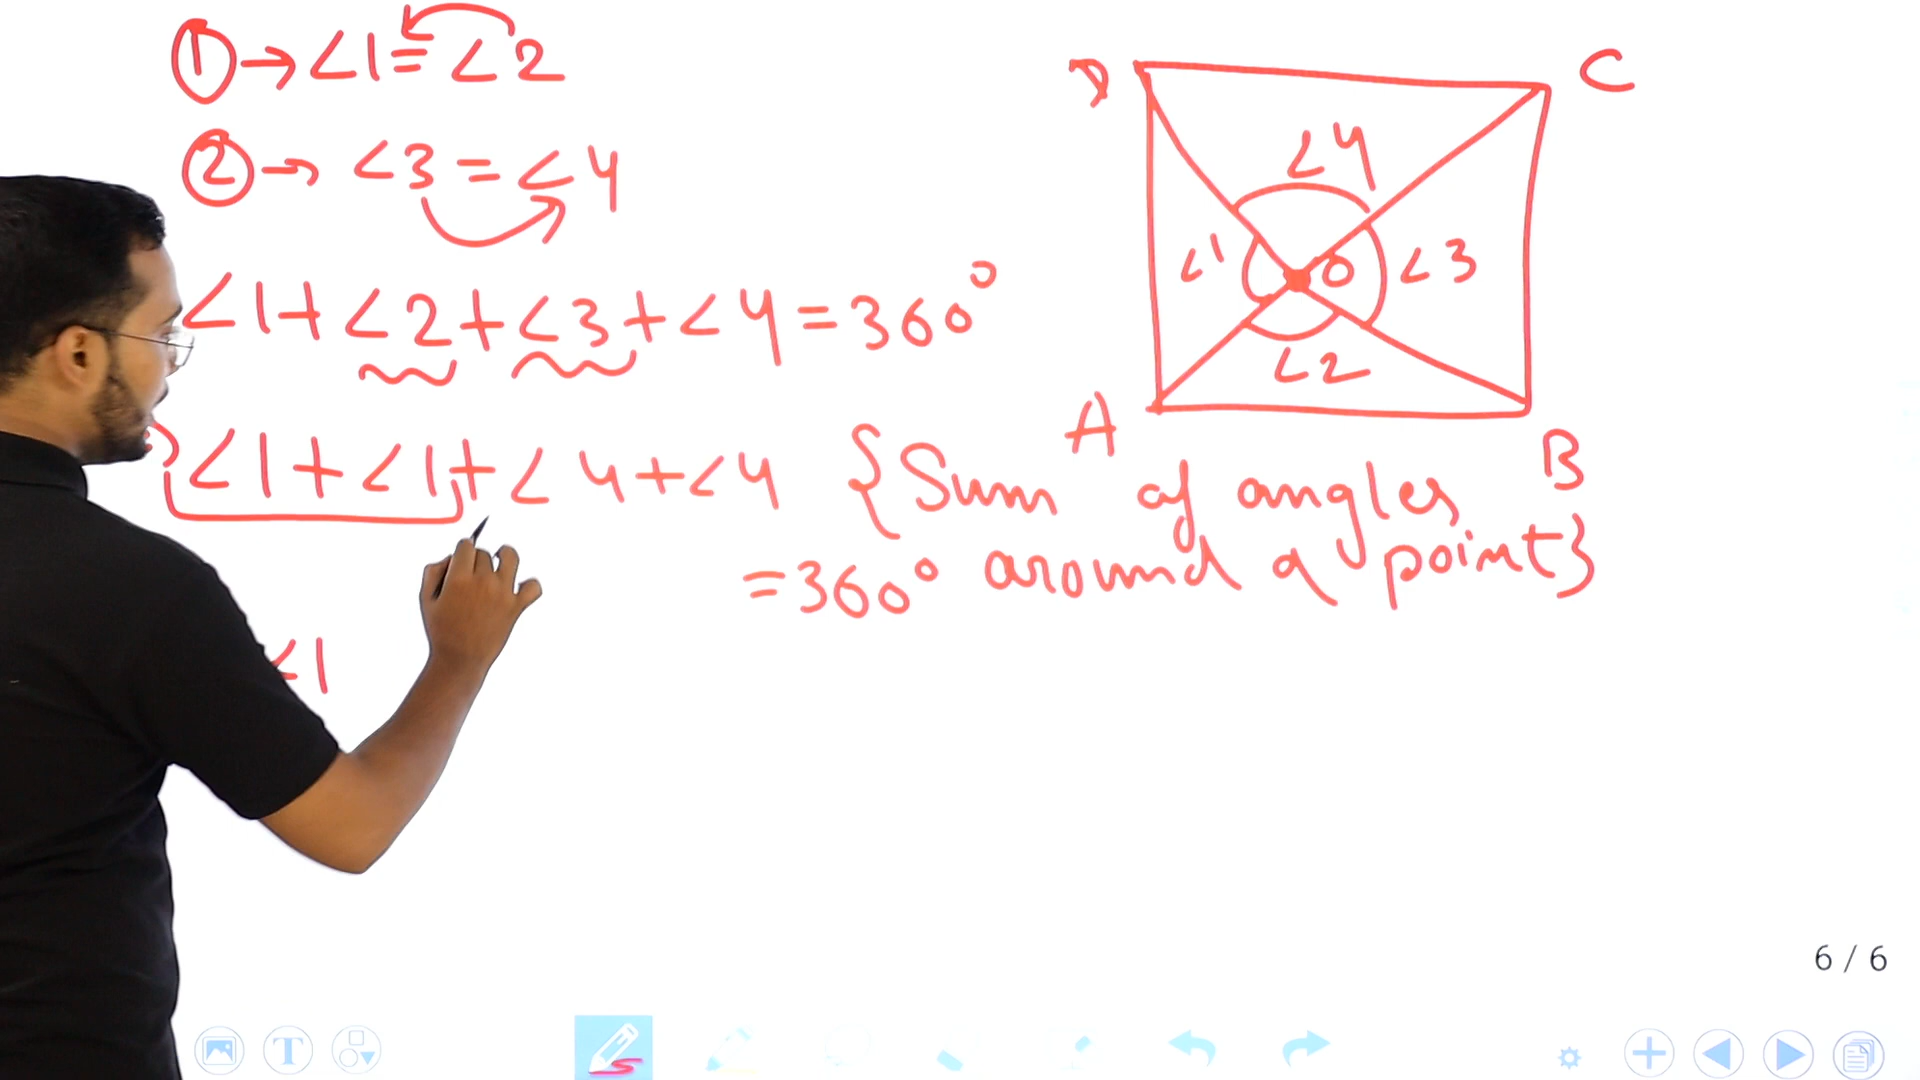 ① → ∠1 = ∠2
② → ∠3 = ∠4
∠1 + ∠2 + ∠3 + ∠4 = 360°
∠1 + ∠1 + ∠4 + ∠4 {Sum of angles
= 360° around a point}
∠1
D
C
∠4
∠1
O
∠3
∠2
A
B
6 / 6
T